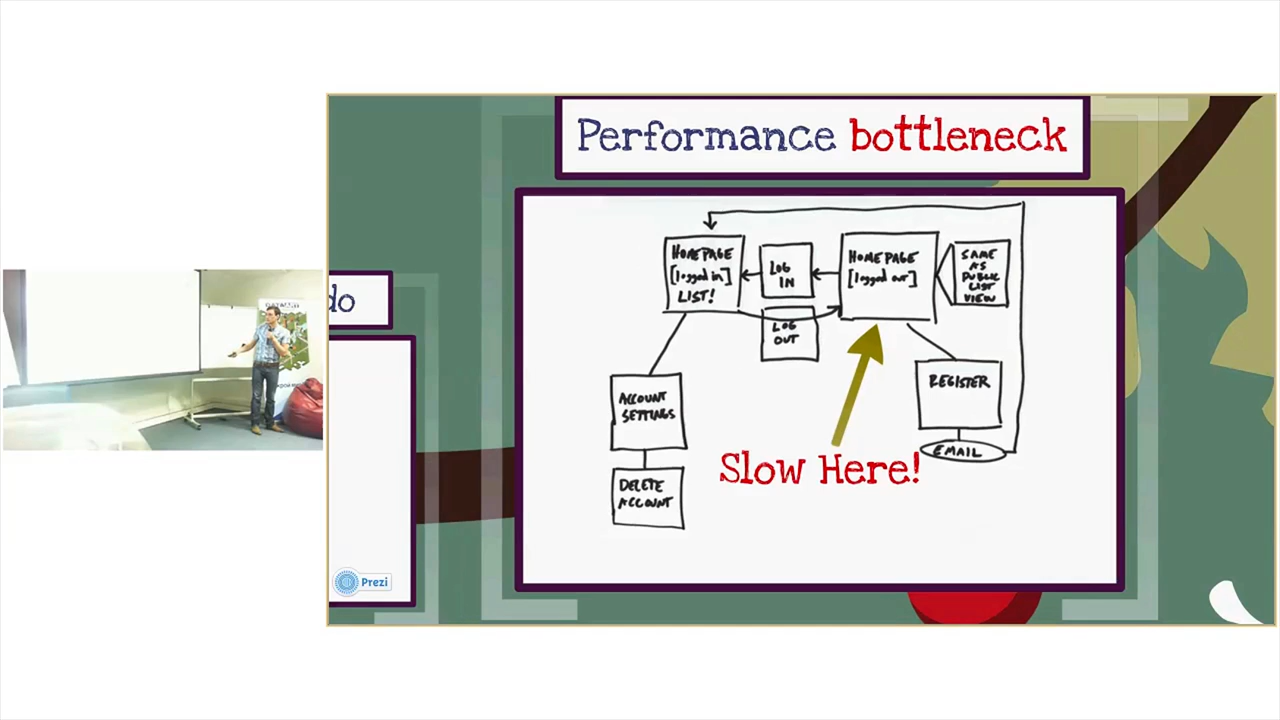 Performance bottleneck
do
HOMEPAGE
[logged in]
LIST!
LOG
IN
HOMEPAGE
[logged out]
SAME
AS
PUBLIC
LIST
VIEW
LOG
OUT
ACCOUNT
SETTINGS
REGISTER
EMAIL
Slow Here!
DELETE
ACCOUNT
Prezi